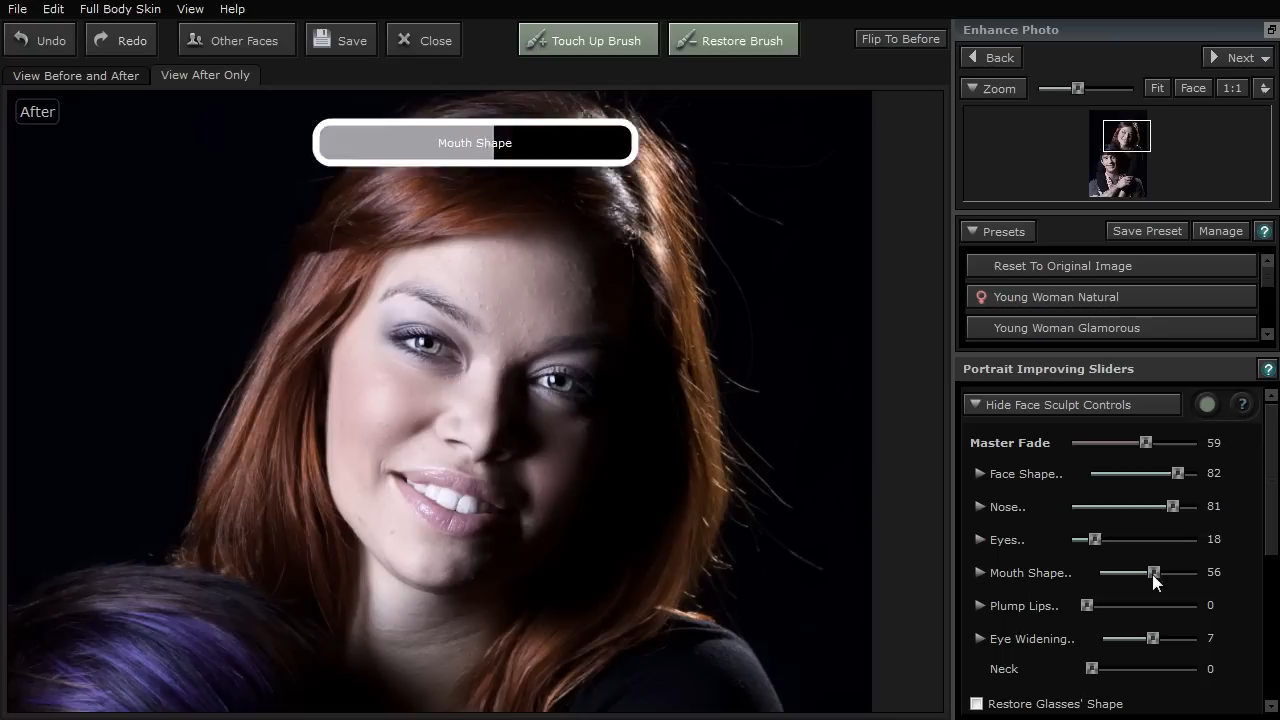 File Edit Full Body Skin View Help
Undo Redo Other Faces Save Close Touch Up Brush Restore Brush Flip To Before
View Before and After View After Only
After
Mouth Shape
Enhance Photo
Back Next
Zoom Fit Face 1:1
Presets Save Preset Manage ?
Reset To Original Image
Young Woman Natural
Young Woman Glamorous
Portrait Improving Sliders ?
Hide Face Sculpt Controls ?
Master Fade 59
Face Shape.. 82
Nose.. 81
Eyes.. 18
Mouth Shape.. 56
Plump Lips.. 0
Eye Widening.. 7
Neck 0
Restore Glasses' Shape